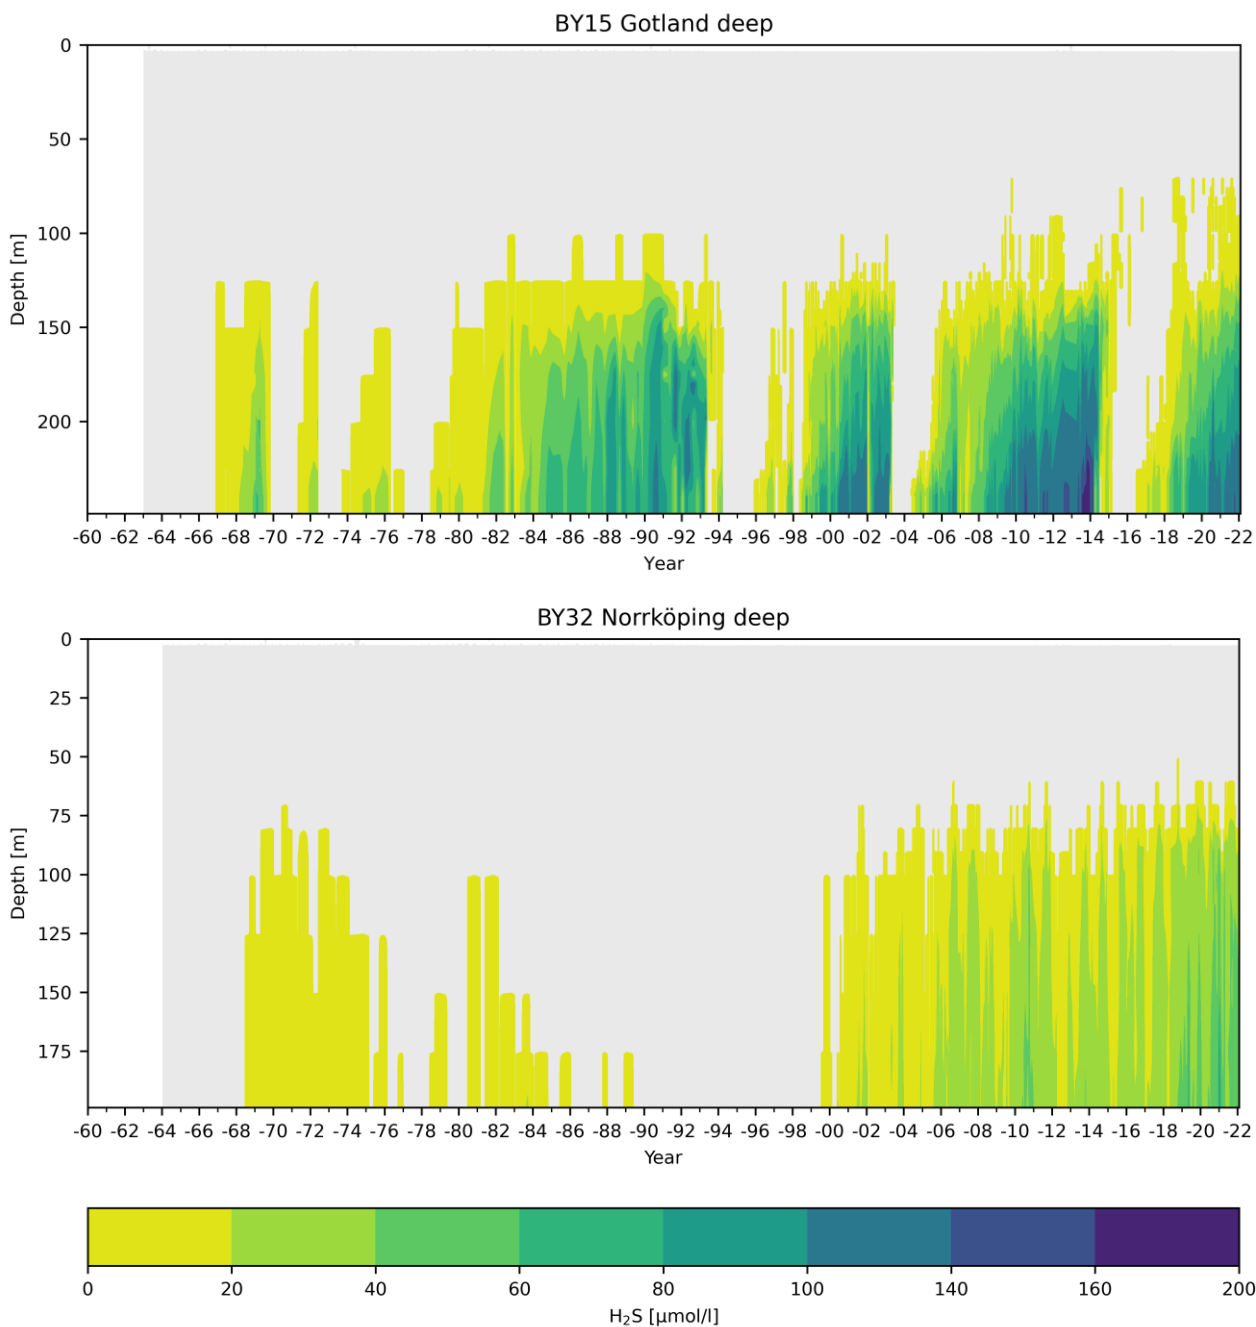 BY15 Gotland deep
0
50
100
150
200
Depth [m]
-60 -62 -64 -66 -68 -70 -72 -74 -76 -78 -80 -82 -84 -86 -88 -90 -92 -94 -96 -98 -00 -02 -04 -06 -08 -10 -12 -14 -16 -18 -20 -22
Year
BY32 Norrköping deep
0
25
50
75
100
125
150
175
Depth [m]
-60 -62 -64 -66 -68 -70 -72 -74 -76 -78 -80 -82 -84 -86 -88 -90 -92 -94 -96 -98 -00 -02 -04 -06 -08 -10 -12 -14 -16 -18 -20 -22
Year
0 20 40 60 80 100 140 160 200
H₂S [μmol/l]